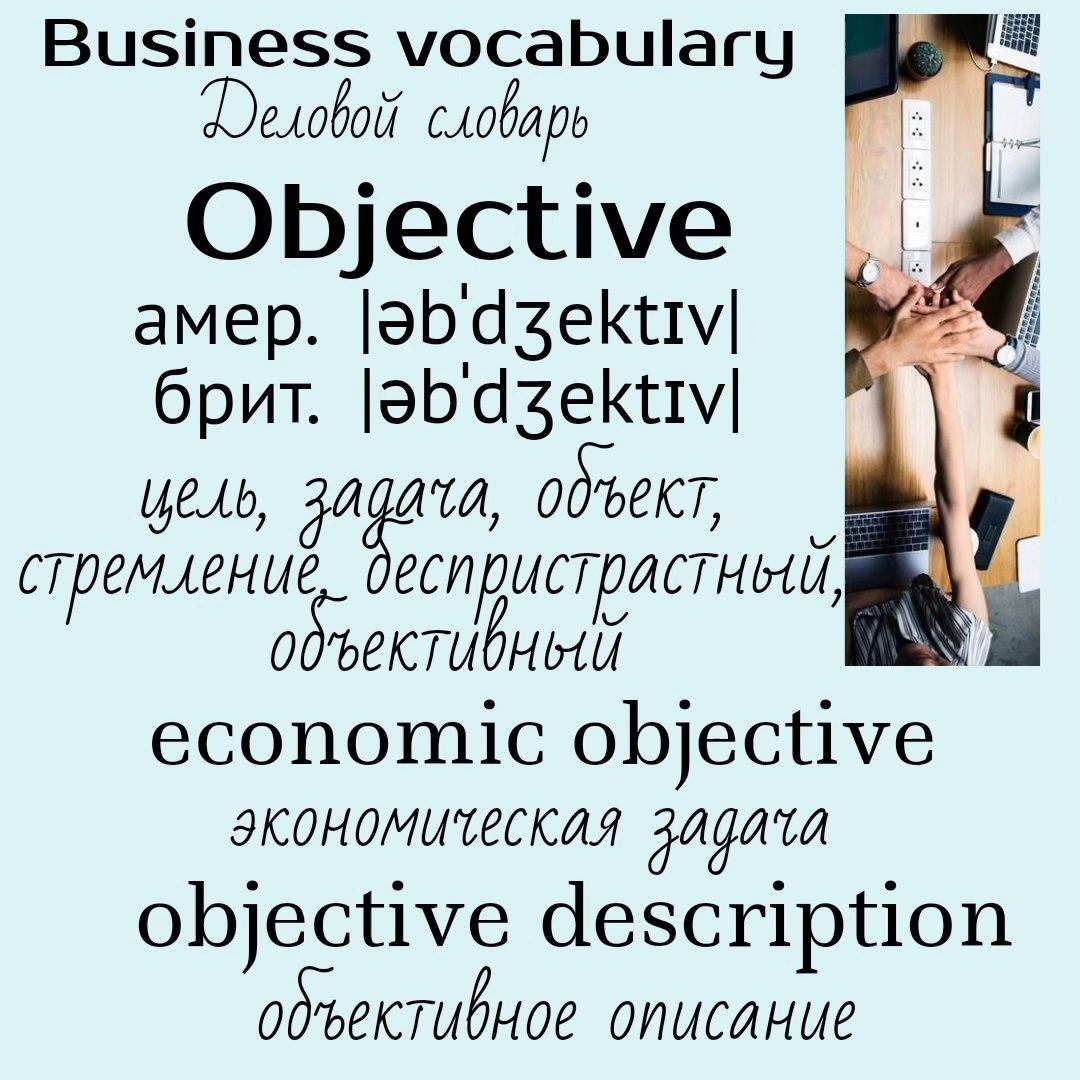 Business vocabulary
Деловой словарь
Objective
амер. |əbˈdʒektɪv|
брит. |əbˈdʒektɪv|
цель, задача, объект,
стремление, беспристрастный,
объективный
economic objective
экономическая задача
objective description
объективное описание